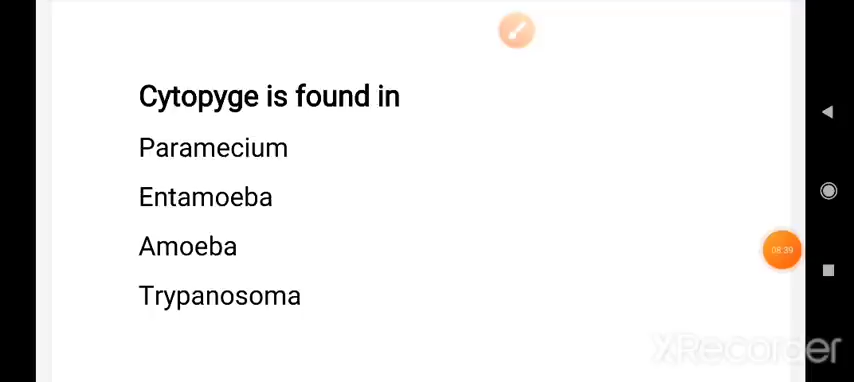 Cytopyge is found in
Paramecium
Entamoeba
Amoeba
Trypanosoma
08:39
XRecorder